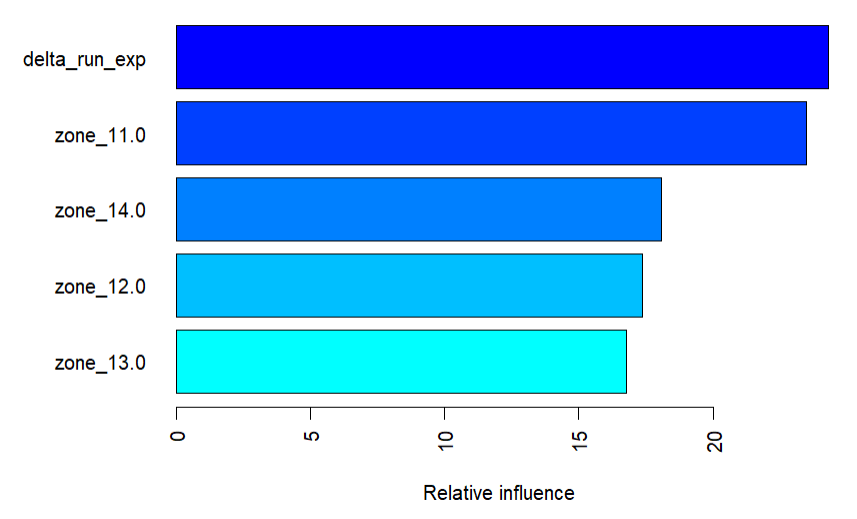 delta_run_exp
zone_11.0
zone_14.0
zone_12.0
zone_13.0
0 5 10 15 20
Relative influence